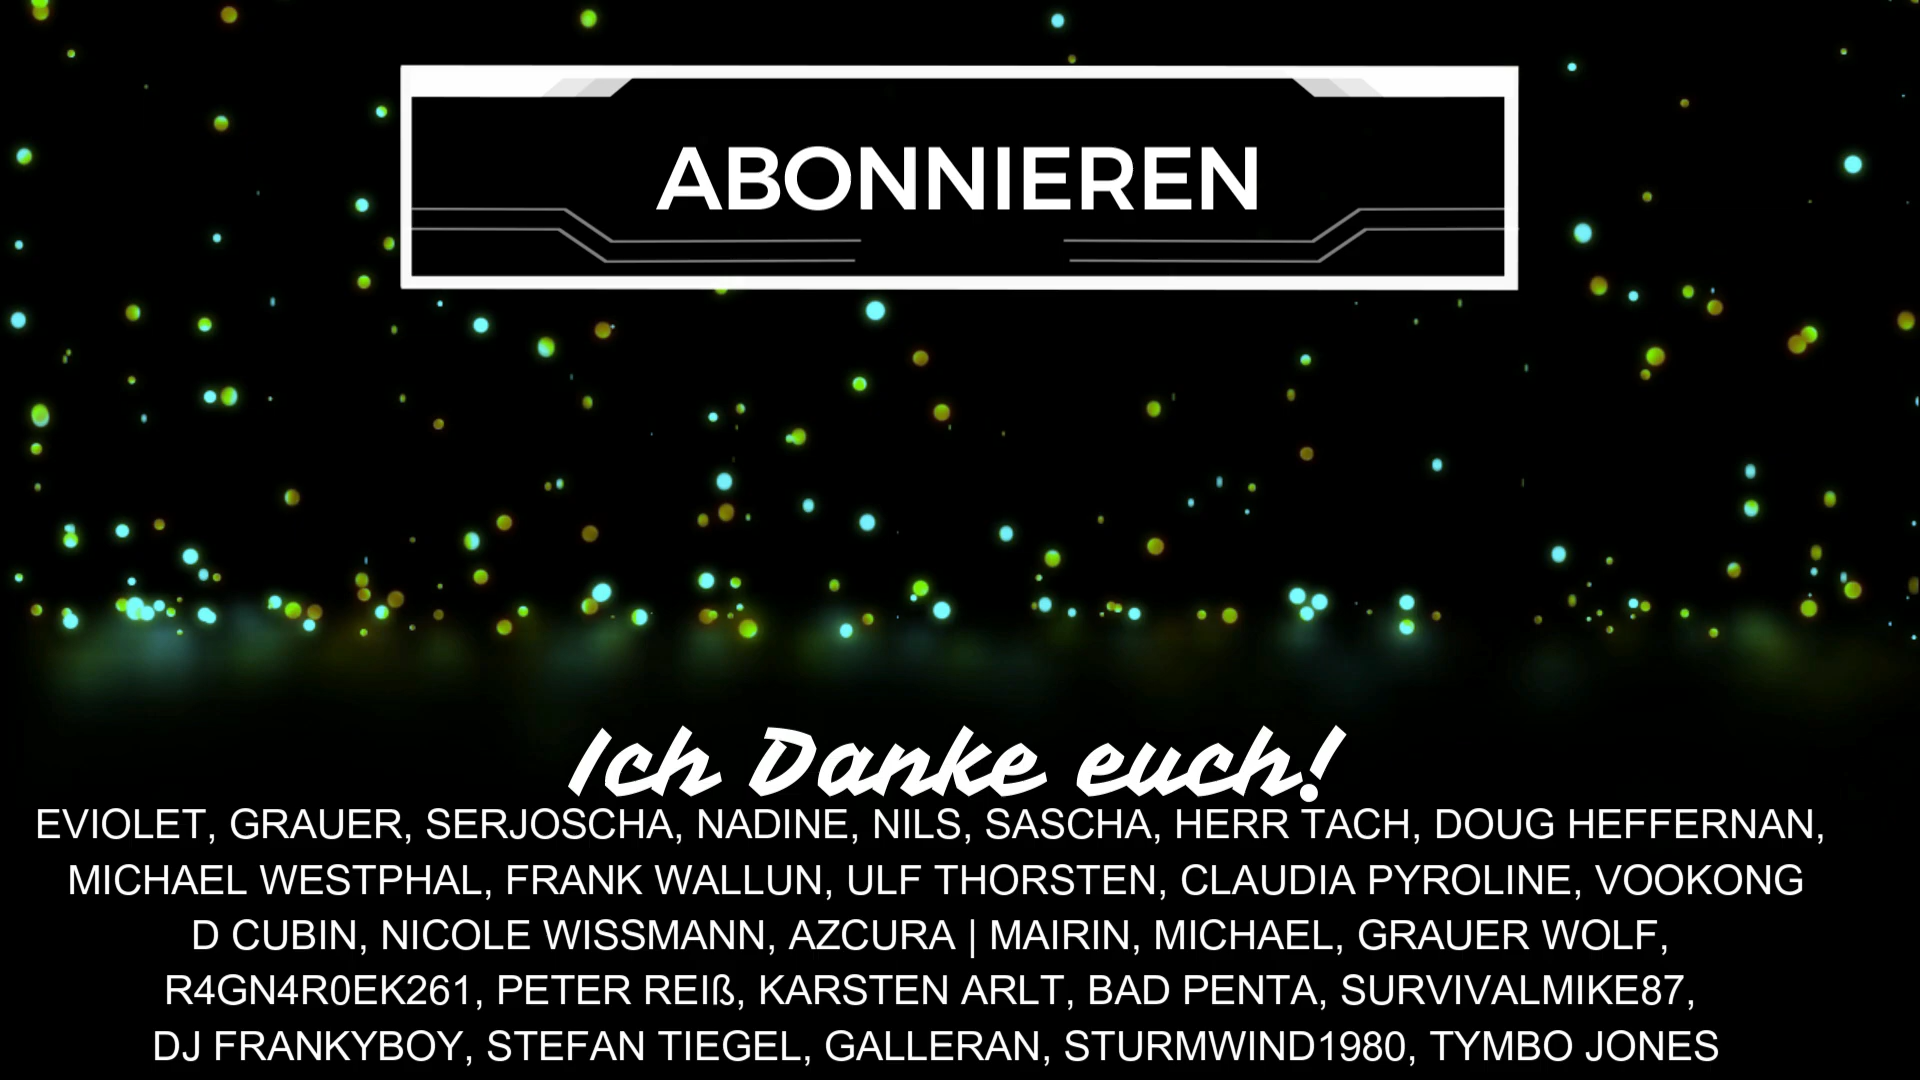 ABONNIEREN
Ich Danke euch!
EVIOLET, GRAUER, SERJOSCHA, NADINE, NILS, SASCHA, HERR TACH, DOUG HEFFERNAN,
MICHAEL WESTPHAL, FRANK WALLUN, ULF THORSTEN, CLAUDIA PYROLINE, VOOKONG
D CUBIN, NICOLE WISSMANN, AZCURA | MAIRIN, MICHAEL, GRAUER WOLF,
R4GN4R0EK261, PETER REIß, KARSTEN ARLT, BAD PENTA, SURVIVALMIKE87,
DJ FRANKYBOY, STEFAN TIEGEL, GALLERAN, STURMWIND1980, TYMBO JONES